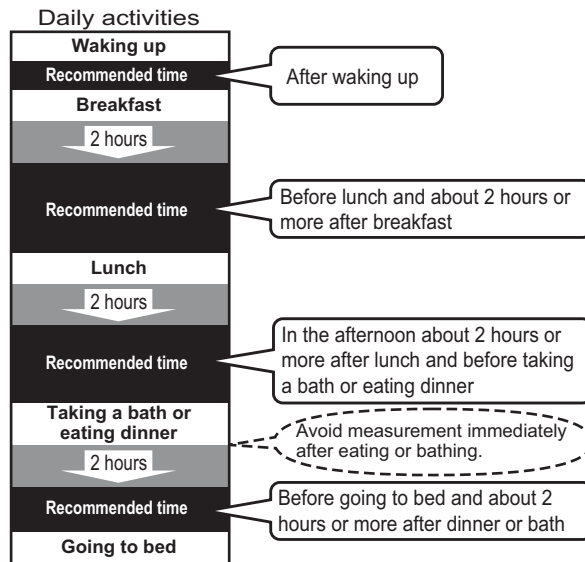 Daily activities
Waking up
Recommended time
After waking up
Breakfast
2 hours
Recommended time
Before lunch and about 2 hours or
more after breakfast
Lunch
2 hours
Recommended time
In the afternoon about 2 hours or
more after lunch and before taking
a bath or eating dinner
Taking a bath or
eating dinner
Avoid measurement immediately
after eating or bathing.
2 hours
Recommended time
Before going to bed and about 2
hours or more after dinner or bath
Going to bed